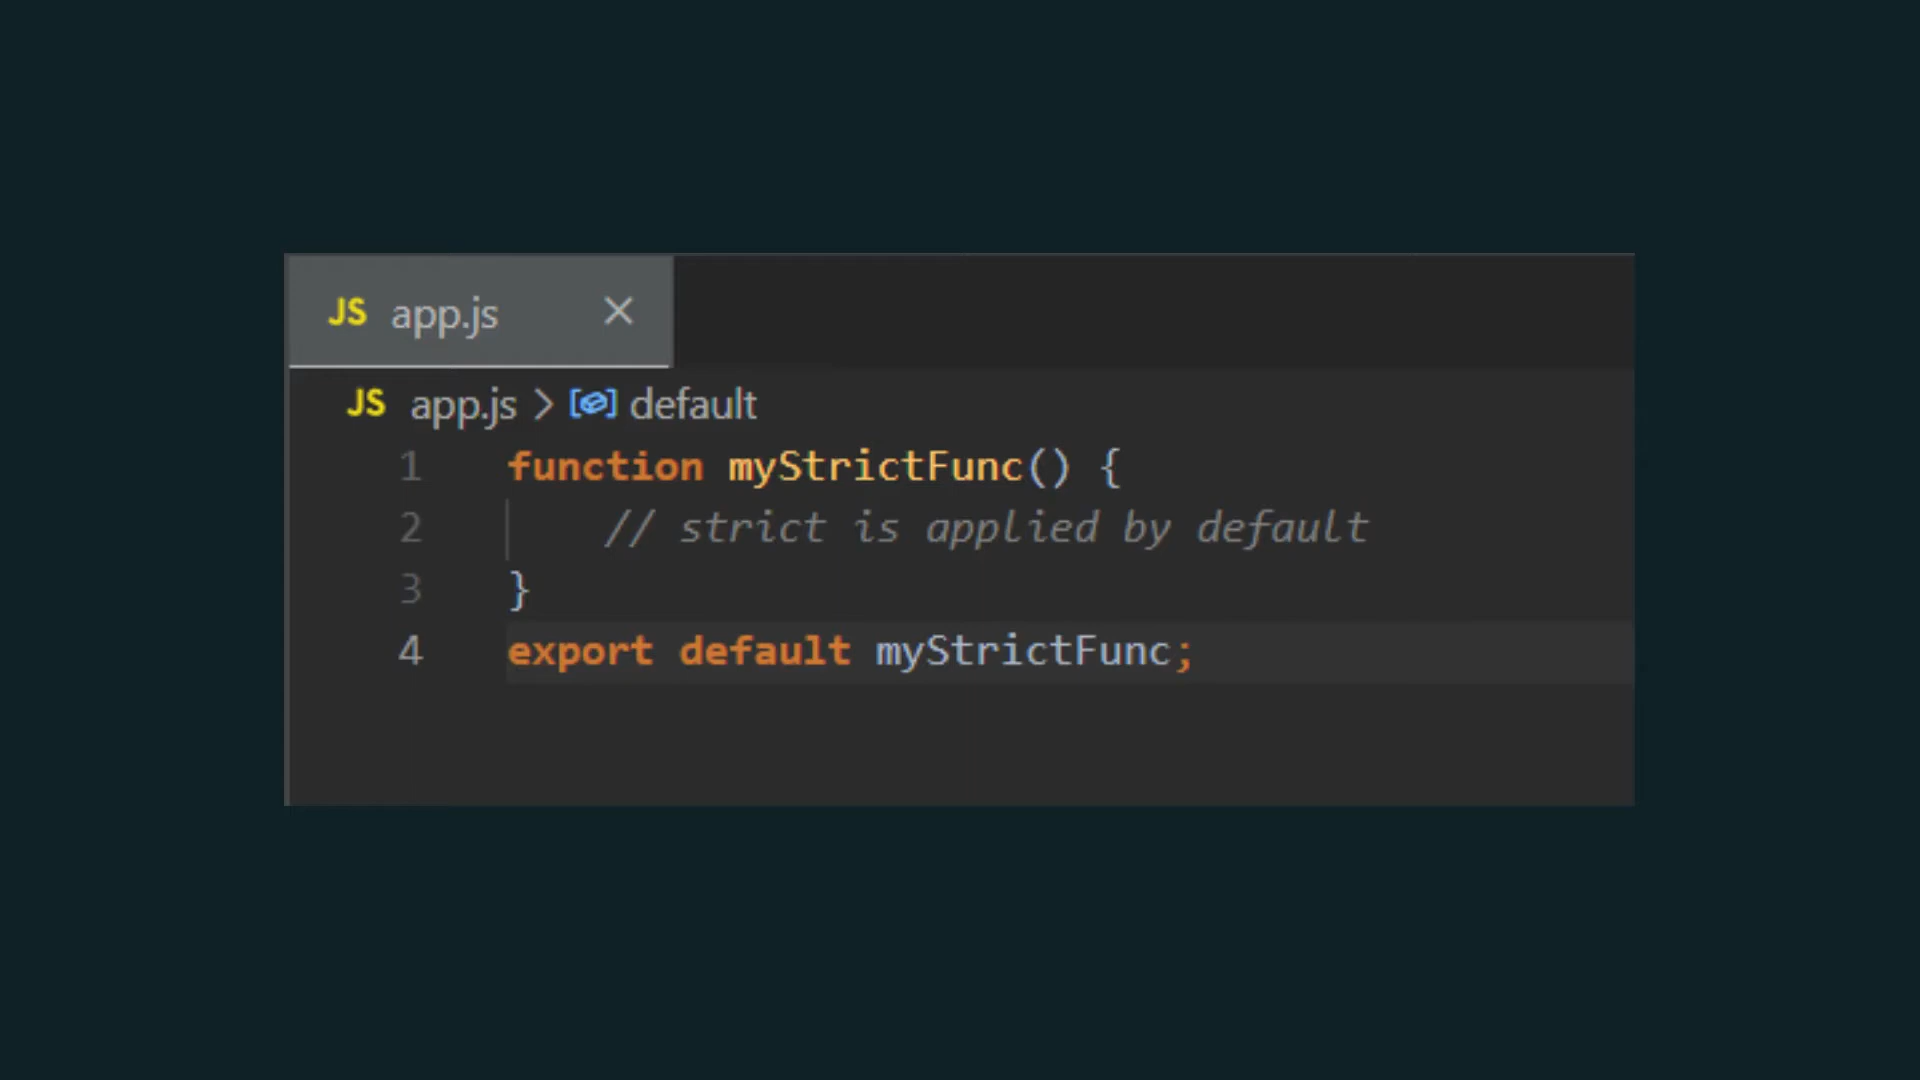 JS app.js ×
JS app.js > default
1 function myStrictFunc() {
2 // strict is applied by default
3 }
4 export default myStrictFunc;